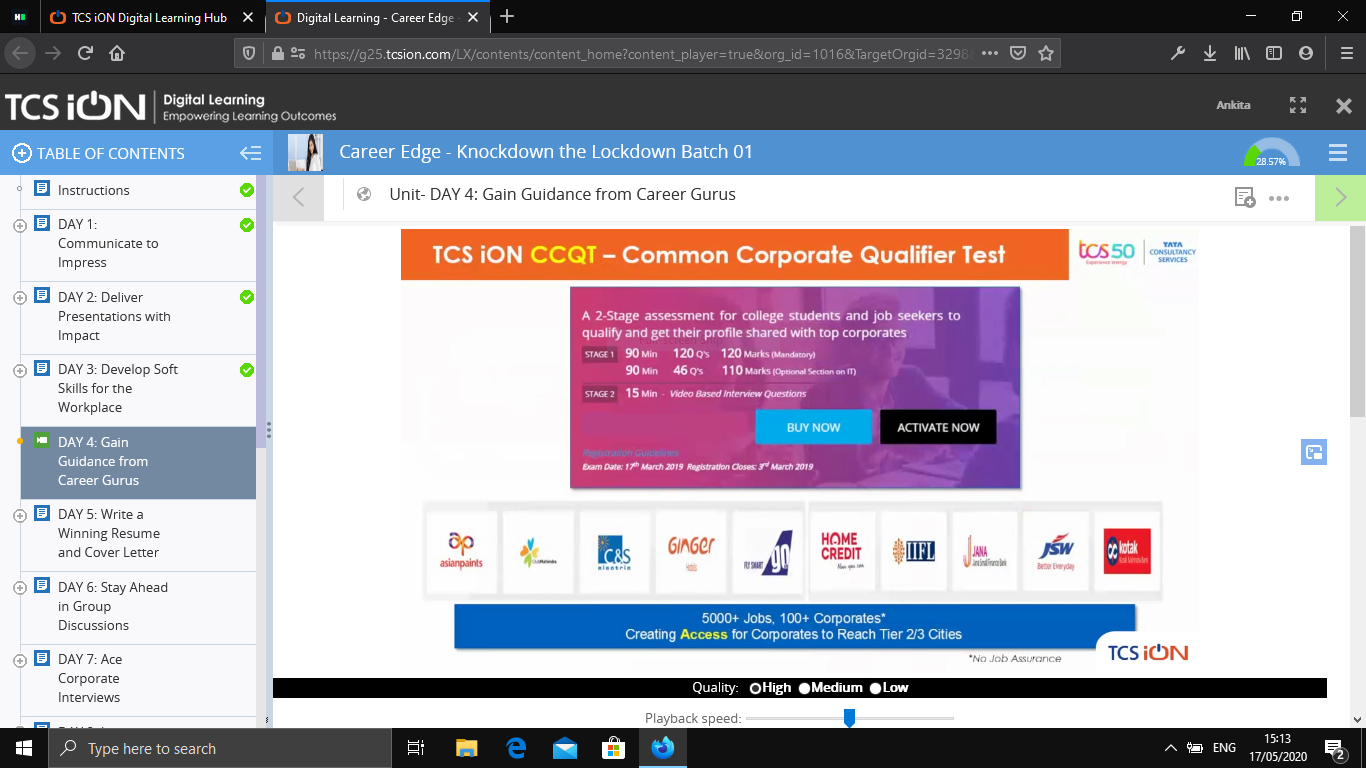 TCS iON Digital Learning Hub
Digital Learning - Career Edge -
https://g25.tcsion.com/LX/contents/content_home?content_player=true&org_id=1016&TargetOrgid=3298
TCS iON
Digital Learning
Empowering Learning Outcomes
Ankita
TABLE OF CONTENTS
Career Edge - Knockdown the Lockdown Batch 01
28.57%
Instructions
DAY 1:
Communicate to
Impress
DAY 2: Deliver
Presentations with
Impact
DAY 3: Develop Soft
Skills for the
Workplace
DAY 4: Gain
Guidance from
Career Gurus
DAY 5: Write a
Winning Resume
and Cover Letter
DAY 6: Stay Ahead
in Group
Discussions
DAY 7: Ace
Corporate
Interviews
Unit- DAY 4: Gain Guidance from Career Gurus
TCS iON CCQT – Common Corporate Qualifier Test
tcs50
Experience energy
TATA
CONSULTANCY
SERVICES
A 2-Stage assessment for college students and job seekers to
qualify and get their profile shared with top corporates
STAGE 1 90 Min 120 Q's 120 Marks (Mandatory)
90 Min 46 Q's 110 Marks (Optional Section on IT)
STAGE 2 15 Min - Video Based Interview Questions
BUY NOW
ACTIVATE NOW
Registration Guidelines
Exam Date: 17th March 2019 Registration Closes: 3rd March 2019
ap
asianpaints
Club Mahindra
C&S
electric
GINGER
Hotels
FLY SMART go
HOME
CREDIT
IIFL
JANA
Jana Small Finance Bank
JSW
Better Everyday
kotak
Kotak Mahindra Bank
5000+ Jobs, 100+ Corporates*
Creating Access for Corporates to Reach Tier 2/3 Cities
*No Job Assurance
TCS iON
Quality: High Medium Low
Playback speed:
Type here to search
ENG
15:13
17/05/2020
2